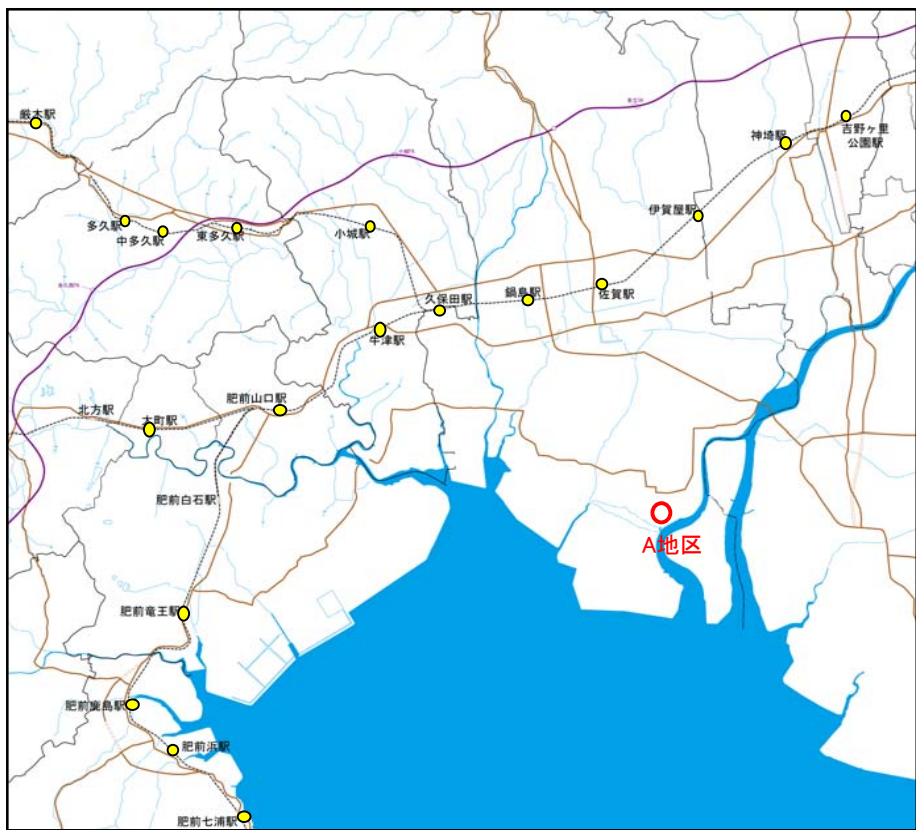 厳木駅
吉野ヶ里
公園駅
神埼駅
伊賀屋駅
多久駅
中多久駅
東多久駅
小城駅
佐賀駅
鍋島駅
久保田駅
牛津駅
肥前山口駅
北方駅
大町駅
肥前白石駅
A地区
肥前竜王駅
肥前鹿島駅
肥前浜駅
肥前七浦駅